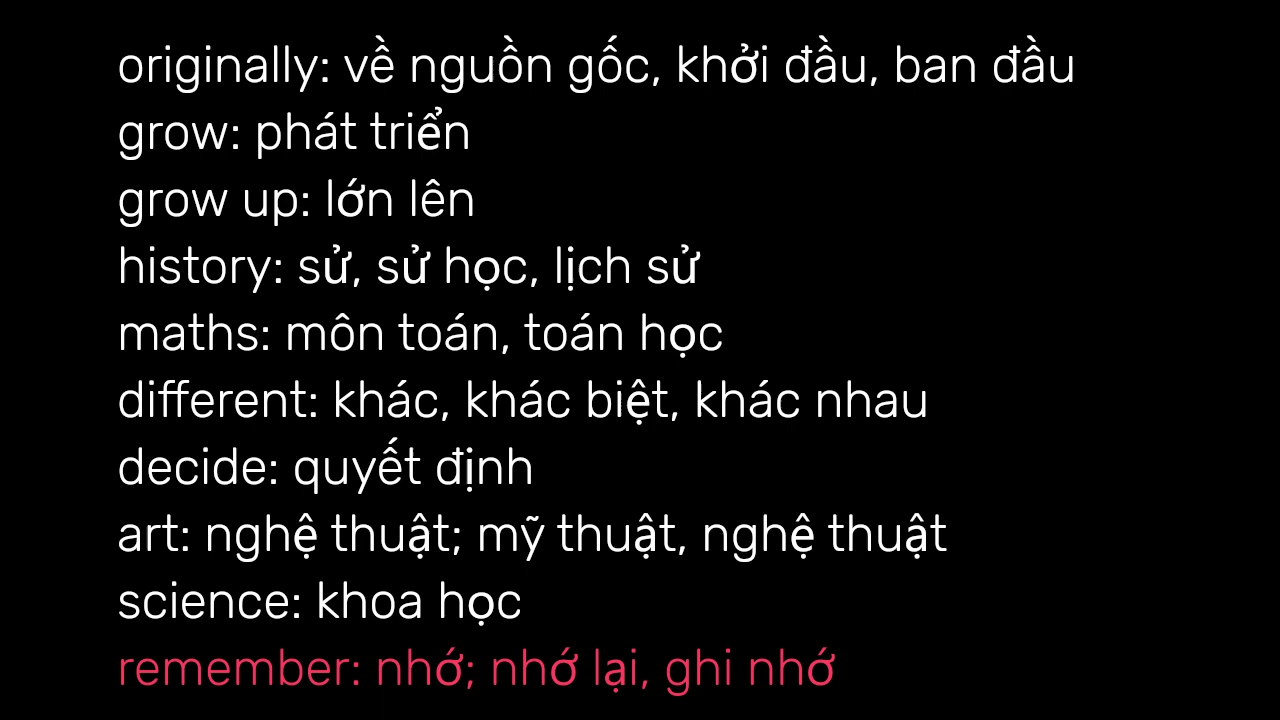 originally: về nguồn gốc, khởi đầu, ban đầu
grow: phát triển
grow up: lớn lên
history: sử, sử học, lịch sử
maths: môn toán, toán học
different: khác, khác biệt, khác nhau
decide: quyết định
art: nghệ thuật; mỹ thuật, nghệ thuật
science: khoa học
remember: nhớ; nhớ lại, ghi nhớ